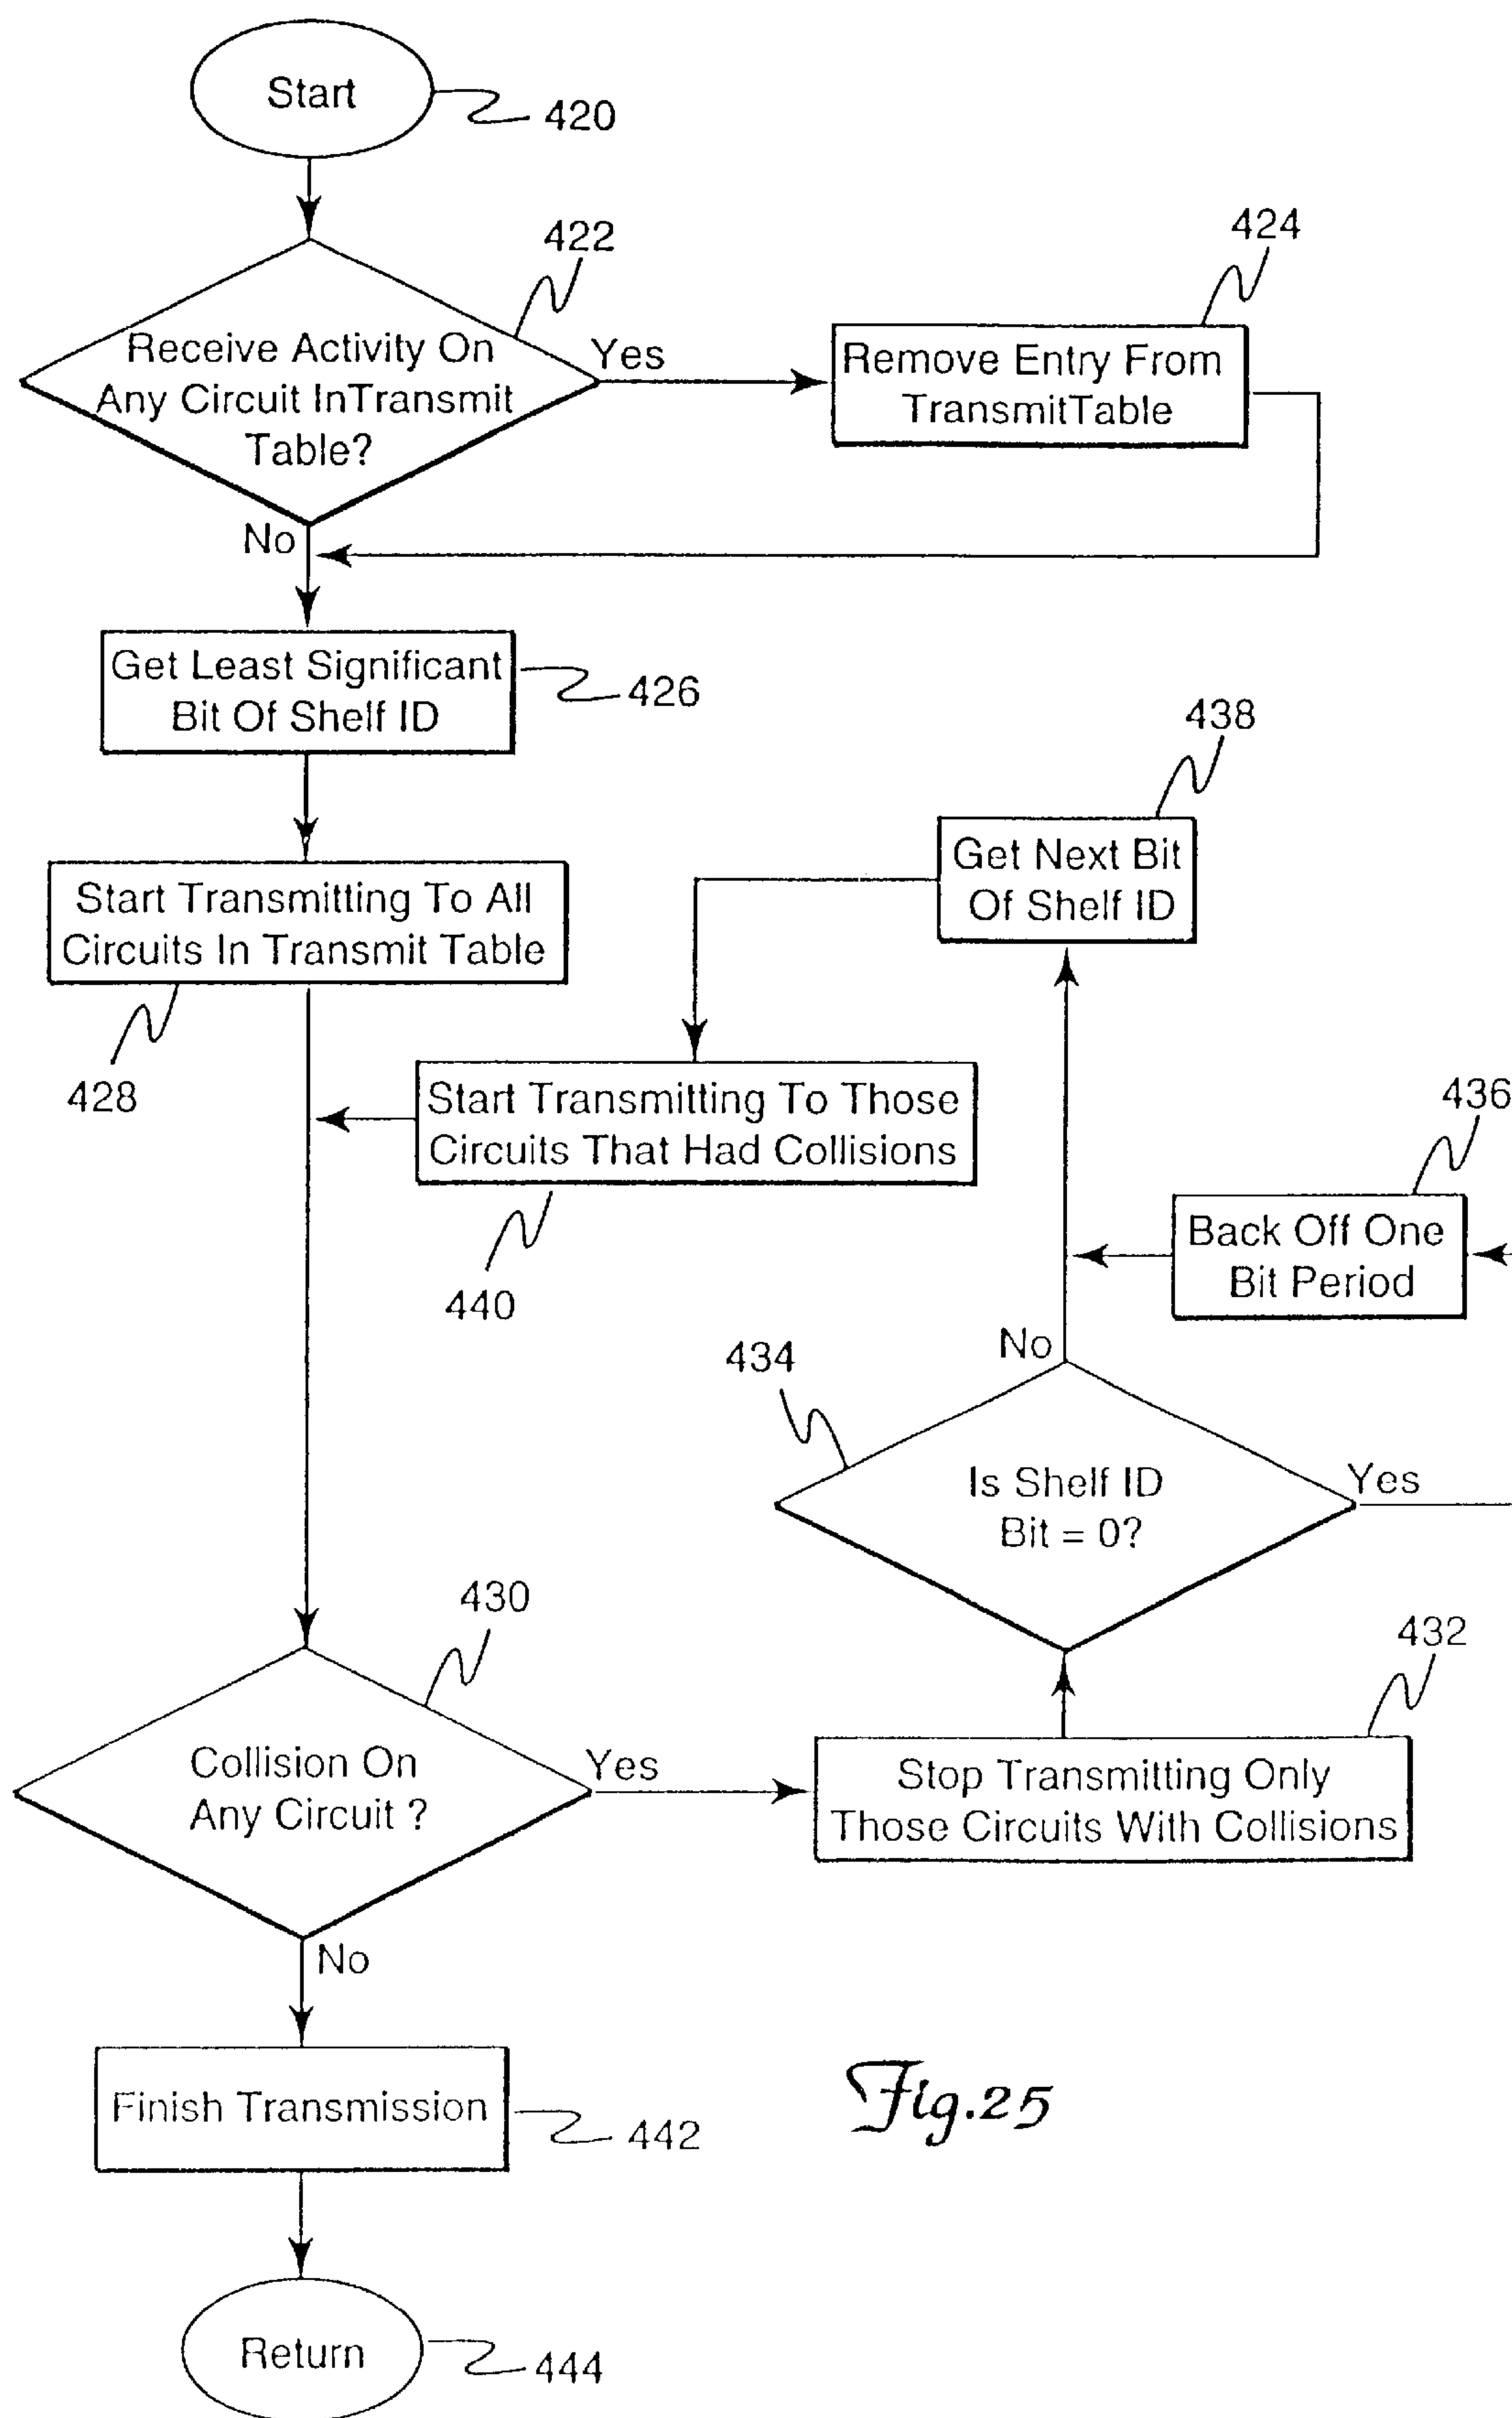 Start
420
422
Receive Activity On
Any Circuit InTransmit
Table?
Yes
No
424
Remove Entry From
TransmitTable
Get Least Significant
Bit Of Shelf ID
426
438
Get Next Bit
Of Shelf ID
Start Transmitting To All
Circuits In Transmit Table
428
Start Transmitting To Those
Circuits That Had Collisions
440
436
Back Off One
Bit Period
No
434
Is Shelf ID
Bit = 0?
Yes
430
Collision On
Any Circuit ?
Yes
432
Stop Transmitting Only
Those Circuits With Collisions
No
Finish Transmission
442
Fig.25
Return
444